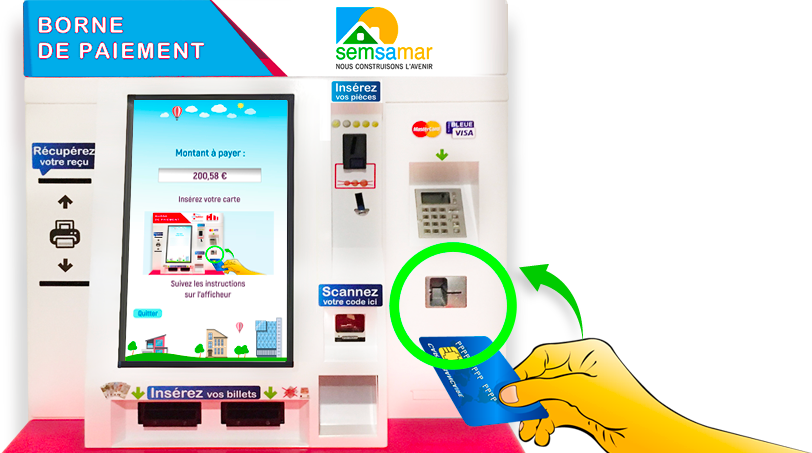 BORNE
DE PAIEMENT
semsamar
NOUS CONSTRUISONS L'AVENIR
Insérez
vos pièces
MasterCard
BLEUE
VISA
Récupérez
votre reçu
Montant à payer :
200,58 €
Insérez votre carte
Suivez les instructions
sur l'afficheur
Quitter
Scannez
votre code ici
Insérez vos billets